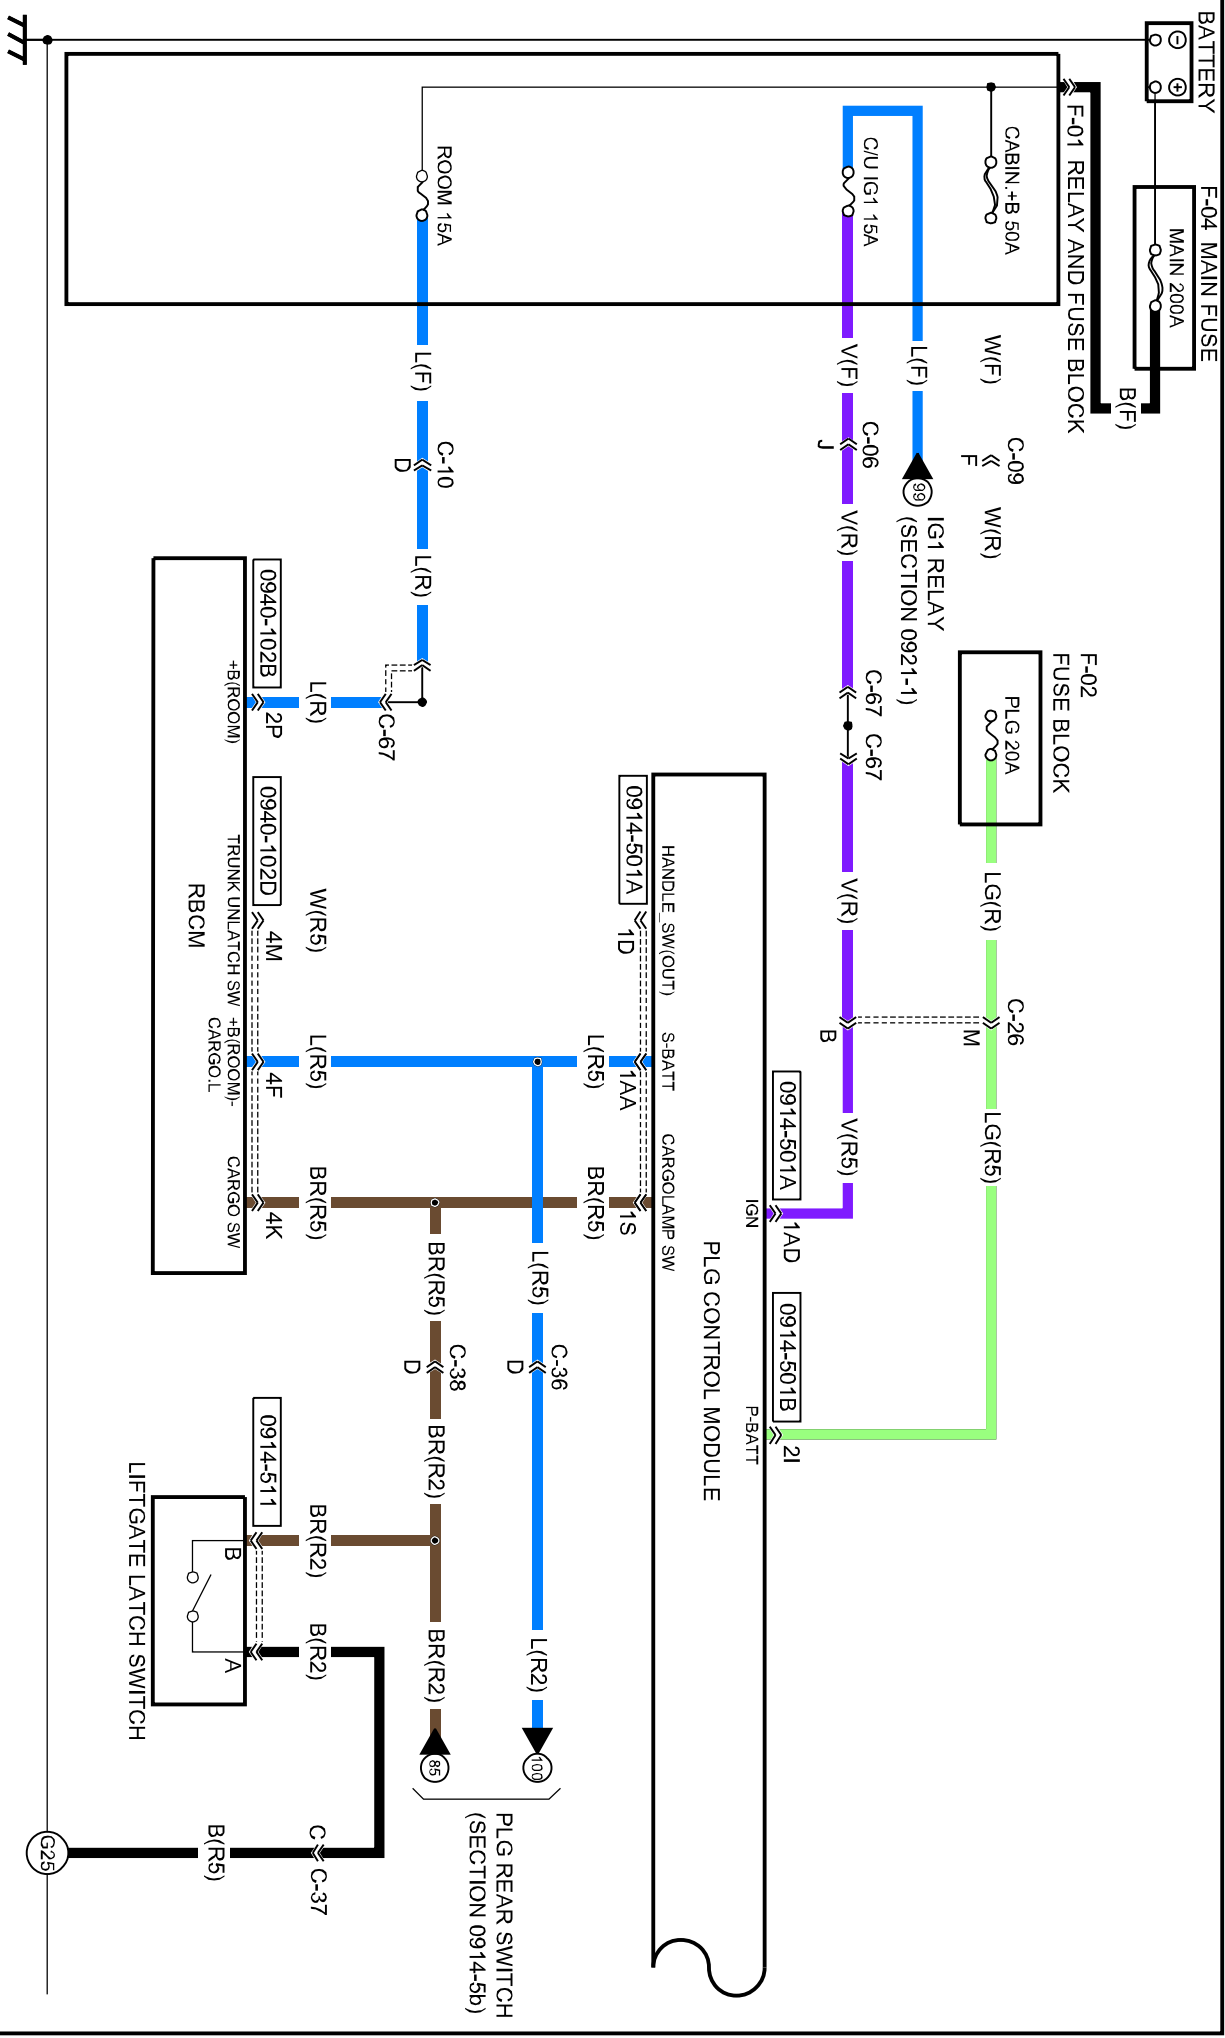 BATTERY
F-04 MAIN FUSE
MAIN 200A
B(F)
F-01 RELAY AND FUSE BLOCK
CABIN.+B 50A
W(F)
C-09
F
W(R)
F-02
FUSE BLOCK
PLG 20A
LG(R)
C-26
M
LG(R5)
C/U IG1 15A
L(F)
99
IG1 RELAY
(SECTION 0921-1)
V(F)
C-06
J
V(R)
C-67
C-67
V(R)
B
V(R5)
0914-501A
1AD
IGN
0914-501B
2I
P-BATT
PLG CONTROL MODULE
0914-501A
1D
HANDLE_SW(OUT)
S-BATT
1AA
L(R5)
CARGOLAMP SW
1S
BR(R5)
ROOM 15A
L(F)
C-10
D
L(R)
C-67
L(R)
0940-102B
2P
+B(ROOM)
0940-102D
4M
W(R5)
TRUNK UNLATCH SW
RBCM
L(R5)
4F
+B(ROOM)-
CARGO.L
BR(R5)
4K
CARGO SW
L(R5)
C-36
D
L(R2)
100
BR(R5)
C-38
D
BR(R2)
BR(R2)
85
PLG REAR SWITCH
(SECTION 0914-5b)
0914-511
BR(R2)
B
B(R2)
A
LIFTGATE LATCH SWITCH
C
C-37
B(R5)
G25